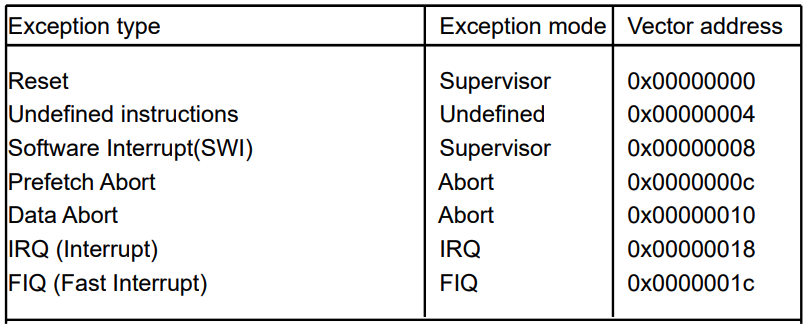 Exception type Exception mode Vector address
Reset Supervisor 0x00000000
Undefined instructions Undefined 0x00000004
Software Interrupt(SWI) Supervisor 0x00000008
Prefetch Abort Abort 0x0000000c
Data Abort Abort 0x00000010
IRQ (Interrupt) IRQ 0x00000018
FIQ (Fast Interrupt) FIQ 0x0000001c